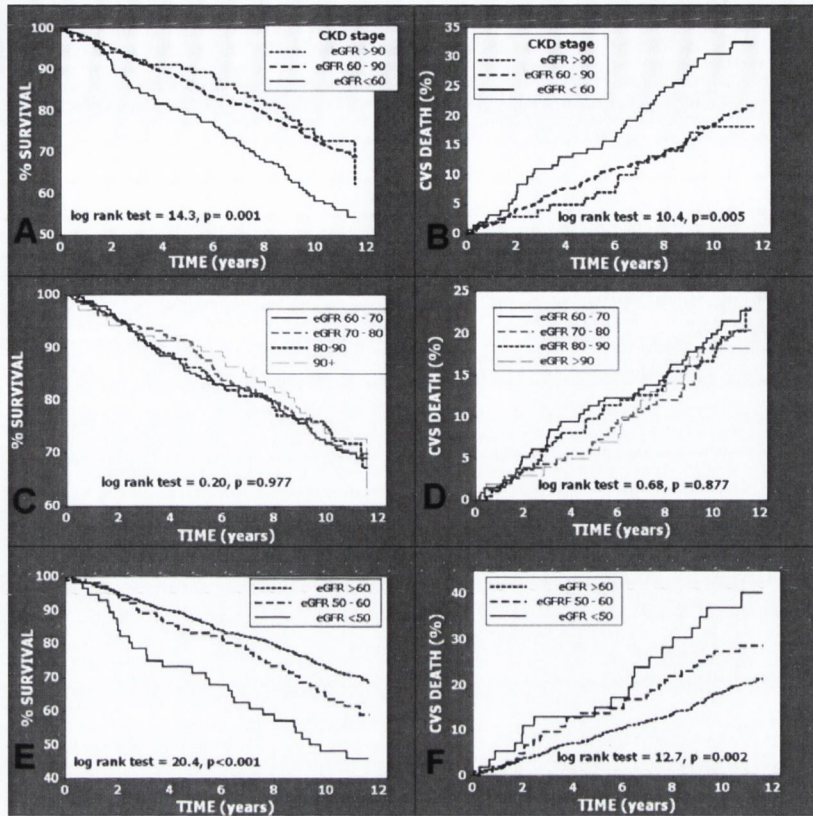 100
90
80
70
60
50
% SURVIVAL
CKD stage
eGFR >90
eGFR 60 - 90
eGFR<60
log rank test = 14.3, p= 0.001
A
0 2 4 6 8 10 12
TIME (years)
35
30
25
20
15
10
5
0
CVS DEATH (%)
CKD stage
eGFR >90
eGFR 60 - 90
eGFR < 60
log rank test = 10.4, p=0.005
B
0 2 4 6 8 10 12
TIME (years)
100
90
80
70
60
% SURVIVAL
eGFR 60 - 70
eGFR 70 - 80
80-90
90+
log rank test = 0.20, p =0.977
C
0 2 4 6 8 10 12
TIME (years)
25
20
15
10
5
0
CVS DEATH (%)
eGFR 60 - 70
eGFR 70 - 80
eGFR 80 - 90
eGFR >90
log rank test = 0.68, p =0.877
D
0 2 4 6 8 10 12
TIME (years)
100
90
80
70
60
50
40
% SURVIVAL
eGFR >60
eGFR 50 - 60
eGFR <50
log rank test = 20.4, p<0.001
E
0 2 4 6 8 10 12
TIME (years)
40
30
20
10
0
CVS DEATH (%)
eGFR >60
eGFRF 50 - 60
eGFR <50
log rank test = 12.7, p =0.002
F
0 2 4 6 8 10 12
TIME (years)